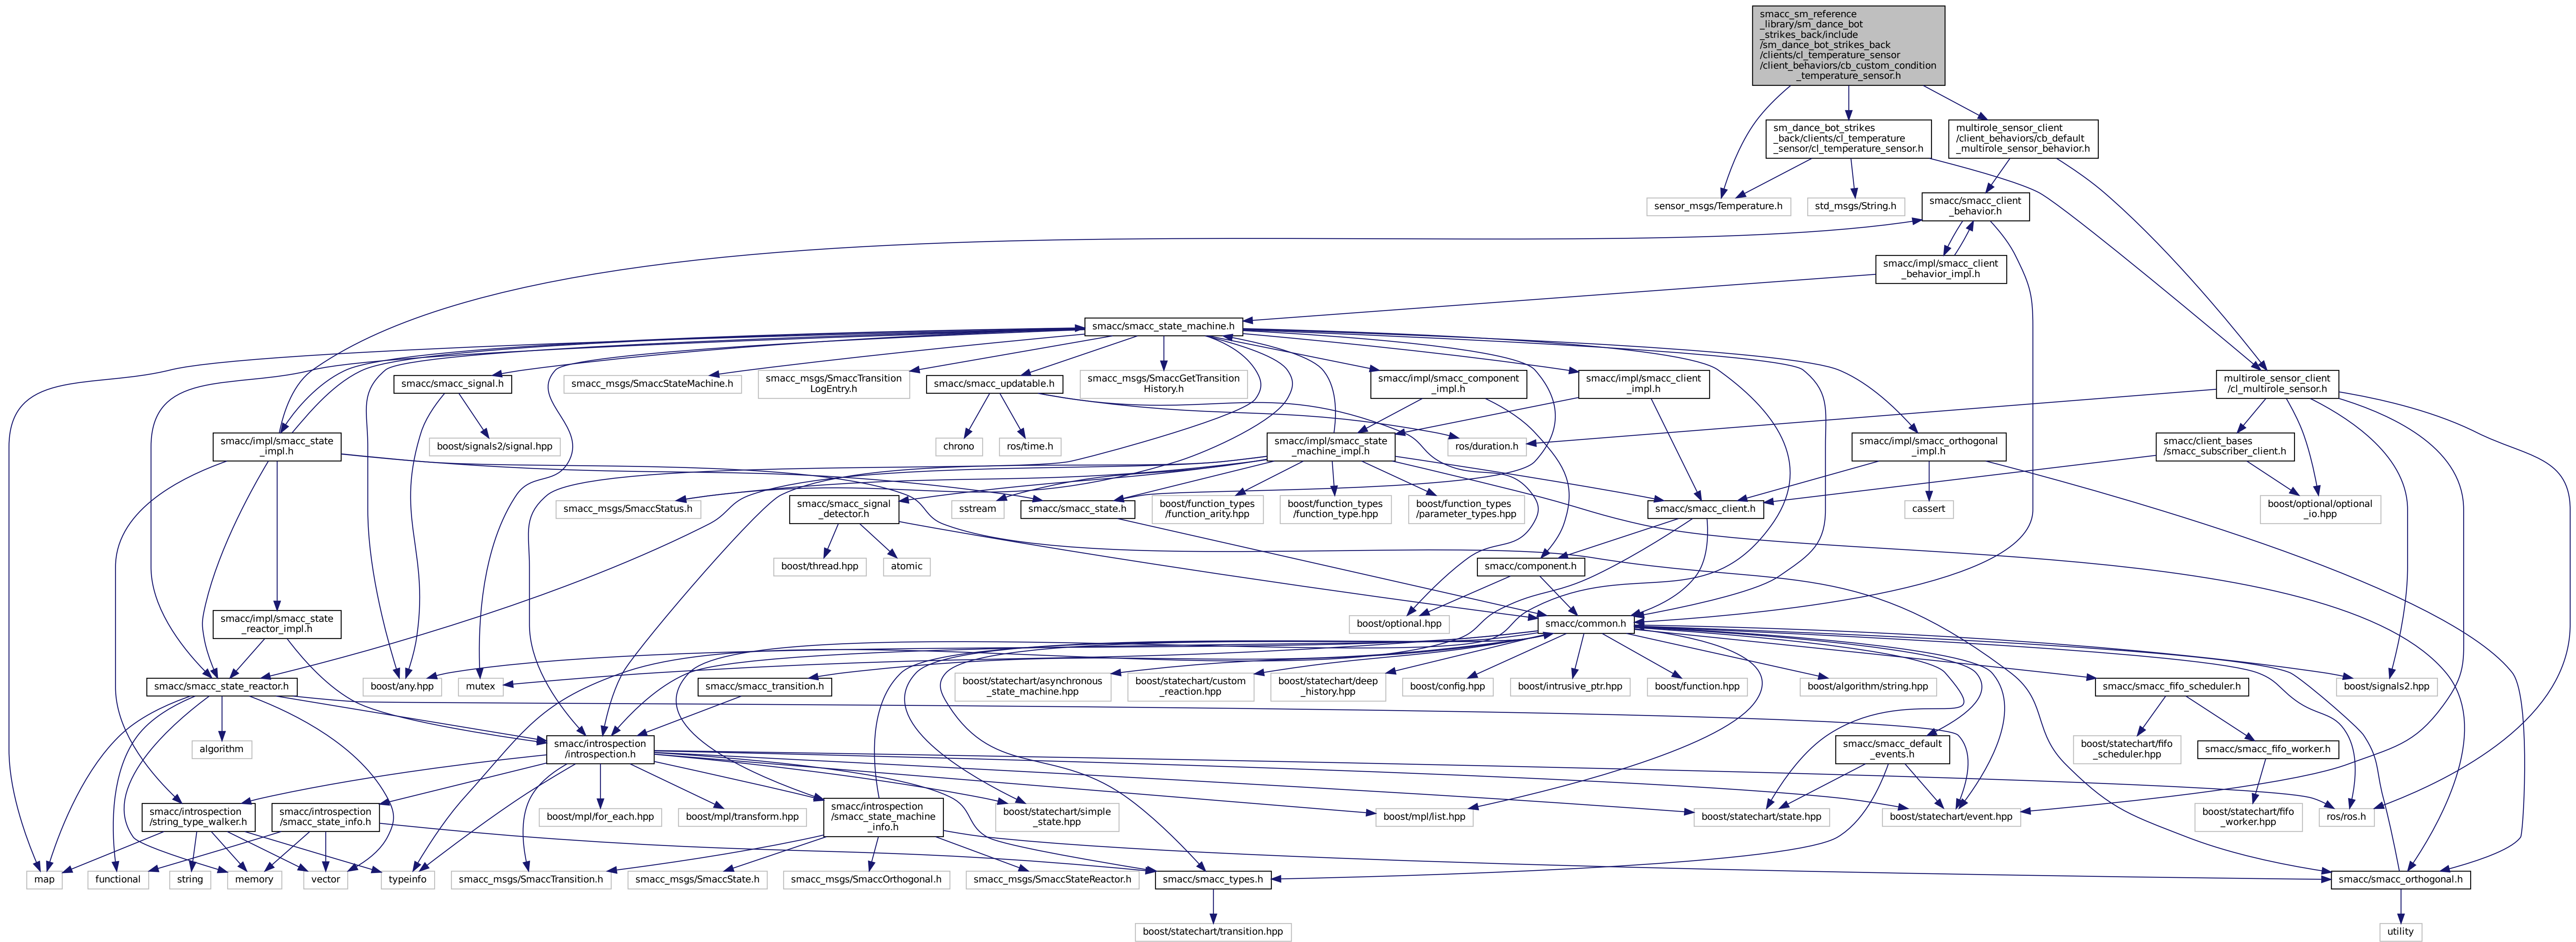 smacc_sm_reference
_library/sm_dance_bot
_strikes_back/include
/sm_dance_bot_strikes_back
/clients/cl_temperature_sensor
/client_behaviors/cb_custom_condition
_temperature_sensor.h
sm_dance_bot_strikes
_back/clients/cl_temperature
_sensor/cl_temperature_sensor.h
multirole_sensor_client
/client_behaviors/cb_default
_multirole_sensor_behavior.h
sensor_msgs/Temperature.h
std_msgs/String.h
smacc/smacc_client
_behavior.h
smacc/impl/smacc_client
_behavior_impl.h
smacc/smacc_state_machine.h
smacc/smacc_signal.h
smacc_msgs/SmaccStateMachine.h
smacc_msgs/SmaccTransition
LogEntry.h
smacc/smacc_updatable.h
smacc_msgs/SmaccGetTransition
History.h
smacc/impl/smacc_component
_impl.h
smacc/impl/smacc_client
_impl.h
multirole_sensor_client
/cl_multirole_sensor.h
smacc/impl/smacc_state
_impl.h
boost/signals2/signal.hpp
chrono
ros/time.h
smacc/impl/smacc_state
_machine_impl.h
ros/duration.h
smacc/impl/smacc_orthogonal
_impl.h
smacc/client_bases
/smacc_subscriber_client.h
smacc_msgs/SmaccStatus.h
smacc/smacc_signal
_detector.h
sstream
smacc/smacc_state.h
boost/function_types
/function_arity.hpp
boost/function_types
/function_type.hpp
boost/function_types
/parameter_types.hpp
smacc/smacc_client.h
cassert
boost/optional/optional
_io.hpp
boost/thread.hpp
atomic
smacc/component.h
smacc/impl/smacc_state
_reactor_impl.h
boost/optional.hpp
smacc/common.h
smacc/smacc_state_reactor.h
boost/any.hpp
mutex
smacc/smacc_transition.h
boost/statechart/asynchronous
_state_machine.hpp
boost/statechart/custom
_reaction.hpp
boost/statechart/deep
_history.hpp
boost/config.hpp
boost/intrusive_ptr.hpp
boost/function.hpp
boost/algorithm/string.hpp
smacc/smacc_fifo_scheduler.h
boost/signals2.hpp
algorithm
smacc/introspection
/introspection.h
smacc/smacc_default
_events.h
boost/statechart/fifo
_scheduler.hpp
smacc/smacc_fifo_worker.h
smacc/introspection
/string_type_walker.h
smacc/introspection
/smacc_state_info.h
boost/mpl/for_each.hpp
boost/mpl/transform.hpp
smacc/introspection
/smacc_state_machine
_info.h
boost/statechart/simple
_state.hpp
boost/mpl/list.hpp
boost/statechart/state.hpp
boost/statechart/event.hpp
boost/statechart/fifo
_worker.hpp
ros/ros.h
map
functional
string
memory
vector
typeinfo
smacc_msgs/SmaccTransition.h
smacc_msgs/SmaccState.h
smacc_msgs/SmaccOrthogonal.h
smacc_msgs/SmaccStateReactor.h
smacc/smacc_types.h
smacc/smacc_orthogonal.h
boost/statechart/transition.hpp
utility